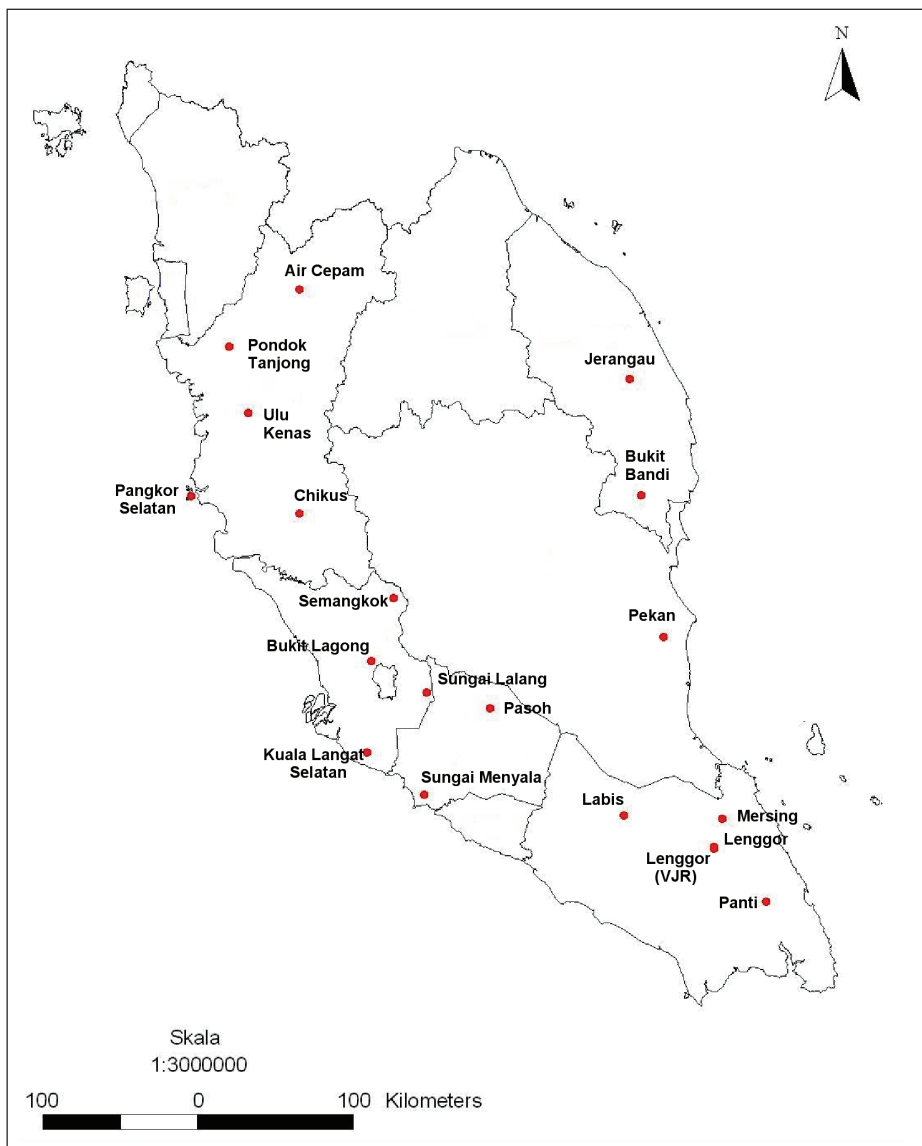 N
Air Cepam
Pondok
Tanjong
Jerangau
Ulu
Kenas
Bukit
Bandi
Pangkor
Selatan
Chikus
Semangkok
Pekan
Bukit Lagong
Sungai Lalang
Pasoh
Kuala Langat
Selatan
Sungai Menyala
Labis
Mersing
Lenggor
Lenggor
(VJR)
Panti
Skala
1:3000000
100 0 100 Kilometers